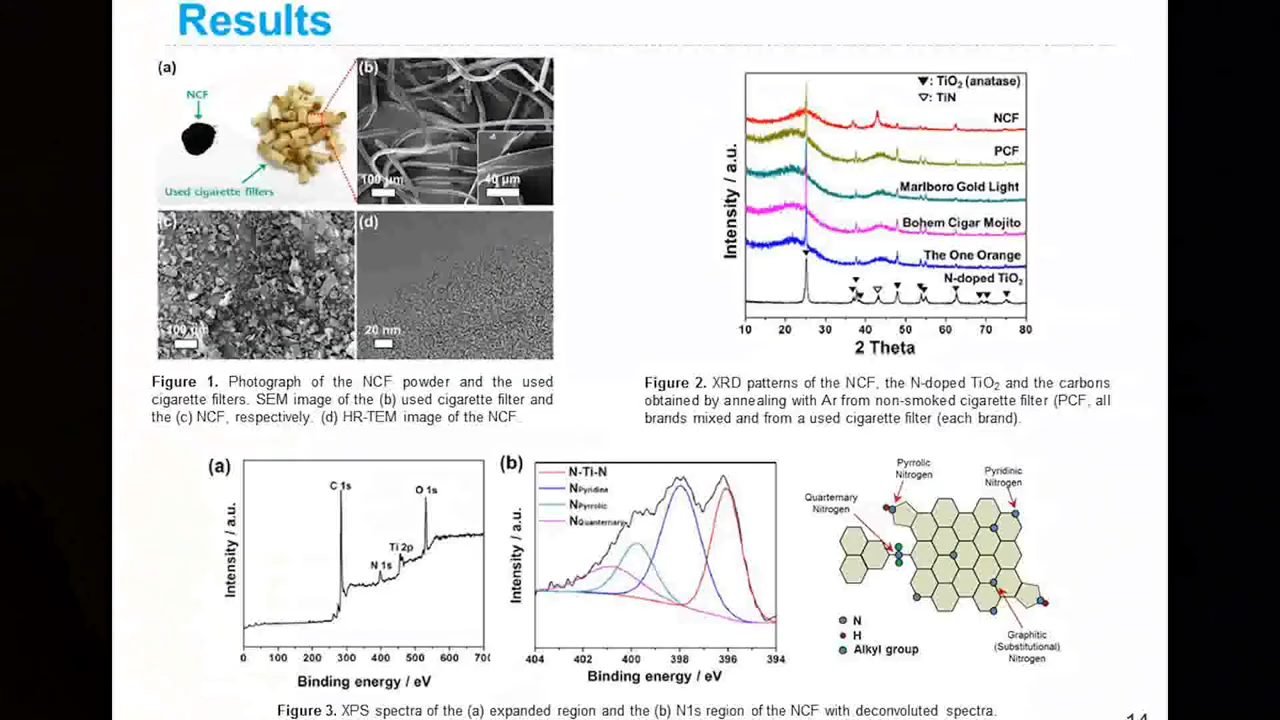 Results
(a)
NCF
Used cigarette filters
(b)
100 μm
40 μm
(c)
100 μm
(d)
20 nm
Figure 1. Photograph of the NCF powder and the used
cigarette filters. SEM image of the (b) used cigarette filter and
the (c) NCF, respectively. (d) HR-TEM image of the NCF.
▼: TiO2 (anatase)
▽: TiN
NCF
PCF
Marlboro Gold Light
Bohem Cigar Mojito
The One Orange
N-doped TiO2
Intensity / a.u.
10 20 30 40 50 60 70 80
2 Theta
Figure 2. XRD patterns of the NCF, the N-doped TiO2 and the carbons
obtained by annealing with Ar from non-smoked cigarette filter (PCF, all
brands mixed and from a used cigarette filter (each brand).
(a)
C 1s
O 1s
Ti 2p
N 1s
Intensity / a.u.
0 100 200 300 400 500 600 700
Binding energy / eV
(b)
N-Ti-N
NPyridine
NPyrrolic
NQuanternary
Intensity / a.u.
404 402 400 398 396 394
Binding energy / eV
Pyrrolic
Nitrogen
Pyridinic
Nitrogen
Quarternary
Nitrogen
N
H
Alkyl group
Graphitic
(Substitutional)
Nitrogen
Figure 3. XPS spectra of the (a) expanded region and the (b) N1s region of the NCF with deconvoluted spectra.